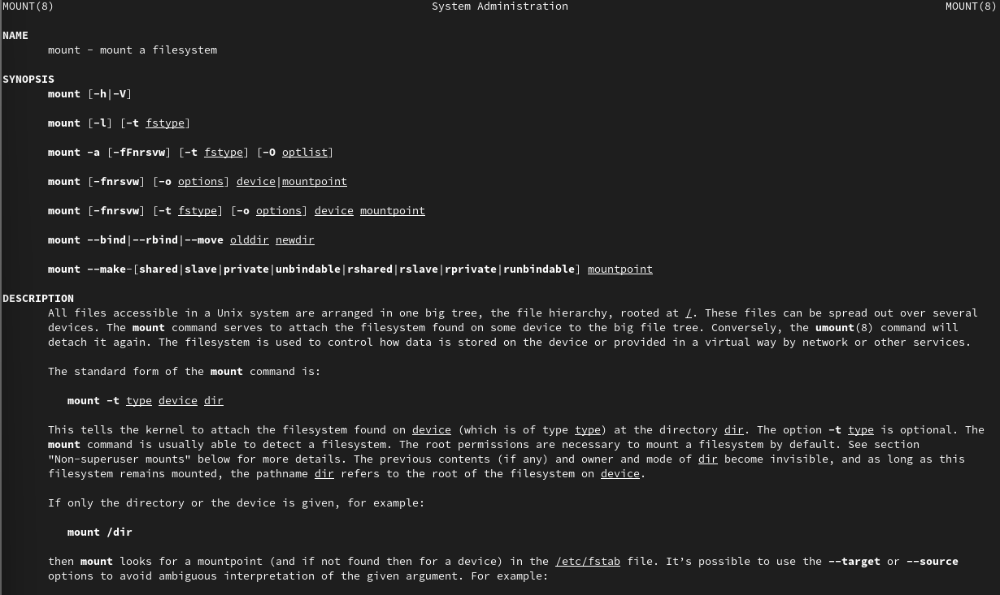 MOUNT(8) System Administration MOUNT(8)
NAME
mount - mount a filesystem
SYNOPSIS
mount [-h|-V]
mount [-l] [-t fstype]
mount -a [-fFnrsvw] [-t fstype] [-O optlist]
mount [-fnrsvw] [-o options] device|mountpoint
mount [-fnrsvw] [-t fstype] [-o options] device mountpoint
mount --bind|--rbind|--move olddir newdir
mount --make-[shared|slave|private|unbindable|rshared|rslave|rprivate|runbindable] mountpoint
DESCRIPTION
All files accessible in a Unix system are arranged in one big tree, the file hierarchy, rooted at /. These files can be spread out over several
devices. The mount command serves to attach the filesystem found on some device to the big file tree. Conversely, the umount(8) command will
detach it again. The filesystem is used to control how data is stored on the device or provided in a virtual way by network or other services.
The standard form of the mount command is:
mount -t type device dir
This tells the kernel to attach the filesystem found on device (which is of type type) at the directory dir. The option -t type is optional. The
mount command is usually able to detect a filesystem. The root permissions are necessary to mount a filesystem by default. See section
"Non-superuser mounts" below for more details. The previous contents (if any) and owner and mode of dir become invisible, and as long as this
filesystem remains mounted, the pathname dir refers to the root of the filesystem on device.
If only the directory or the device is given, for example:
mount /dir
then mount looks for a mountpoint (and if not found then for a device) in the /etc/fstab file. It’s possible to use the --target or --source
options to avoid ambiguous interpretation of the given argument. For example: